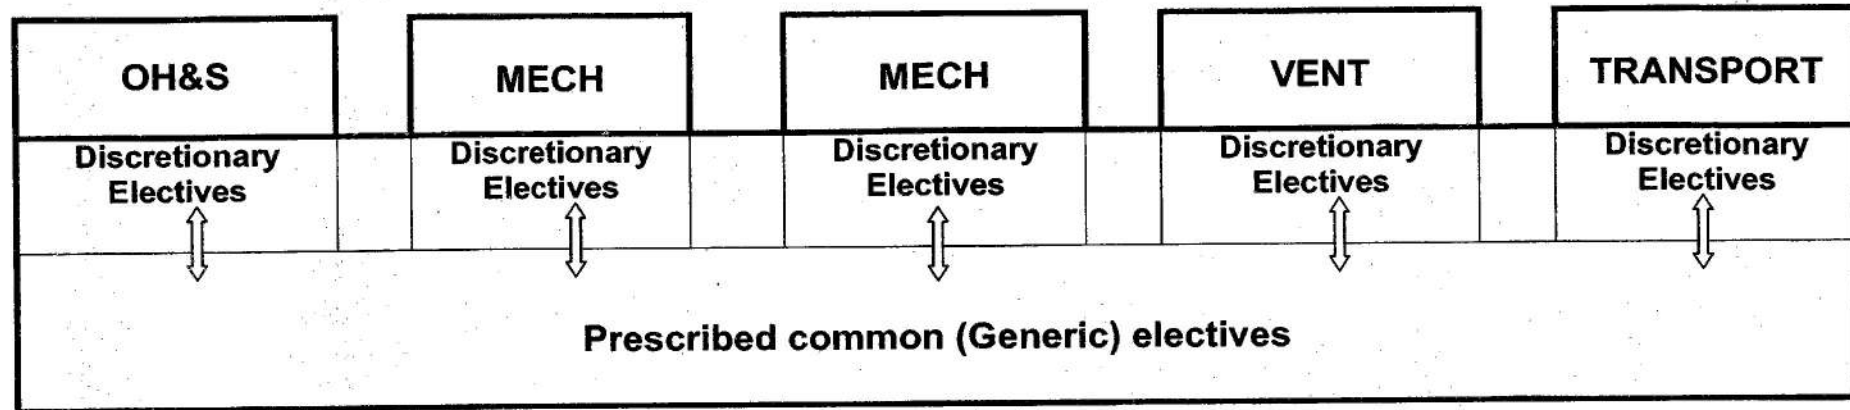 OH&S
MECH
MECH
VENT
TRANSPORT
Discretionary
Electives
Discretionary
Electives
Discretionary
Electives
Discretionary
Electives
Discretionary
Electives
Prescribed common (Generic) electives